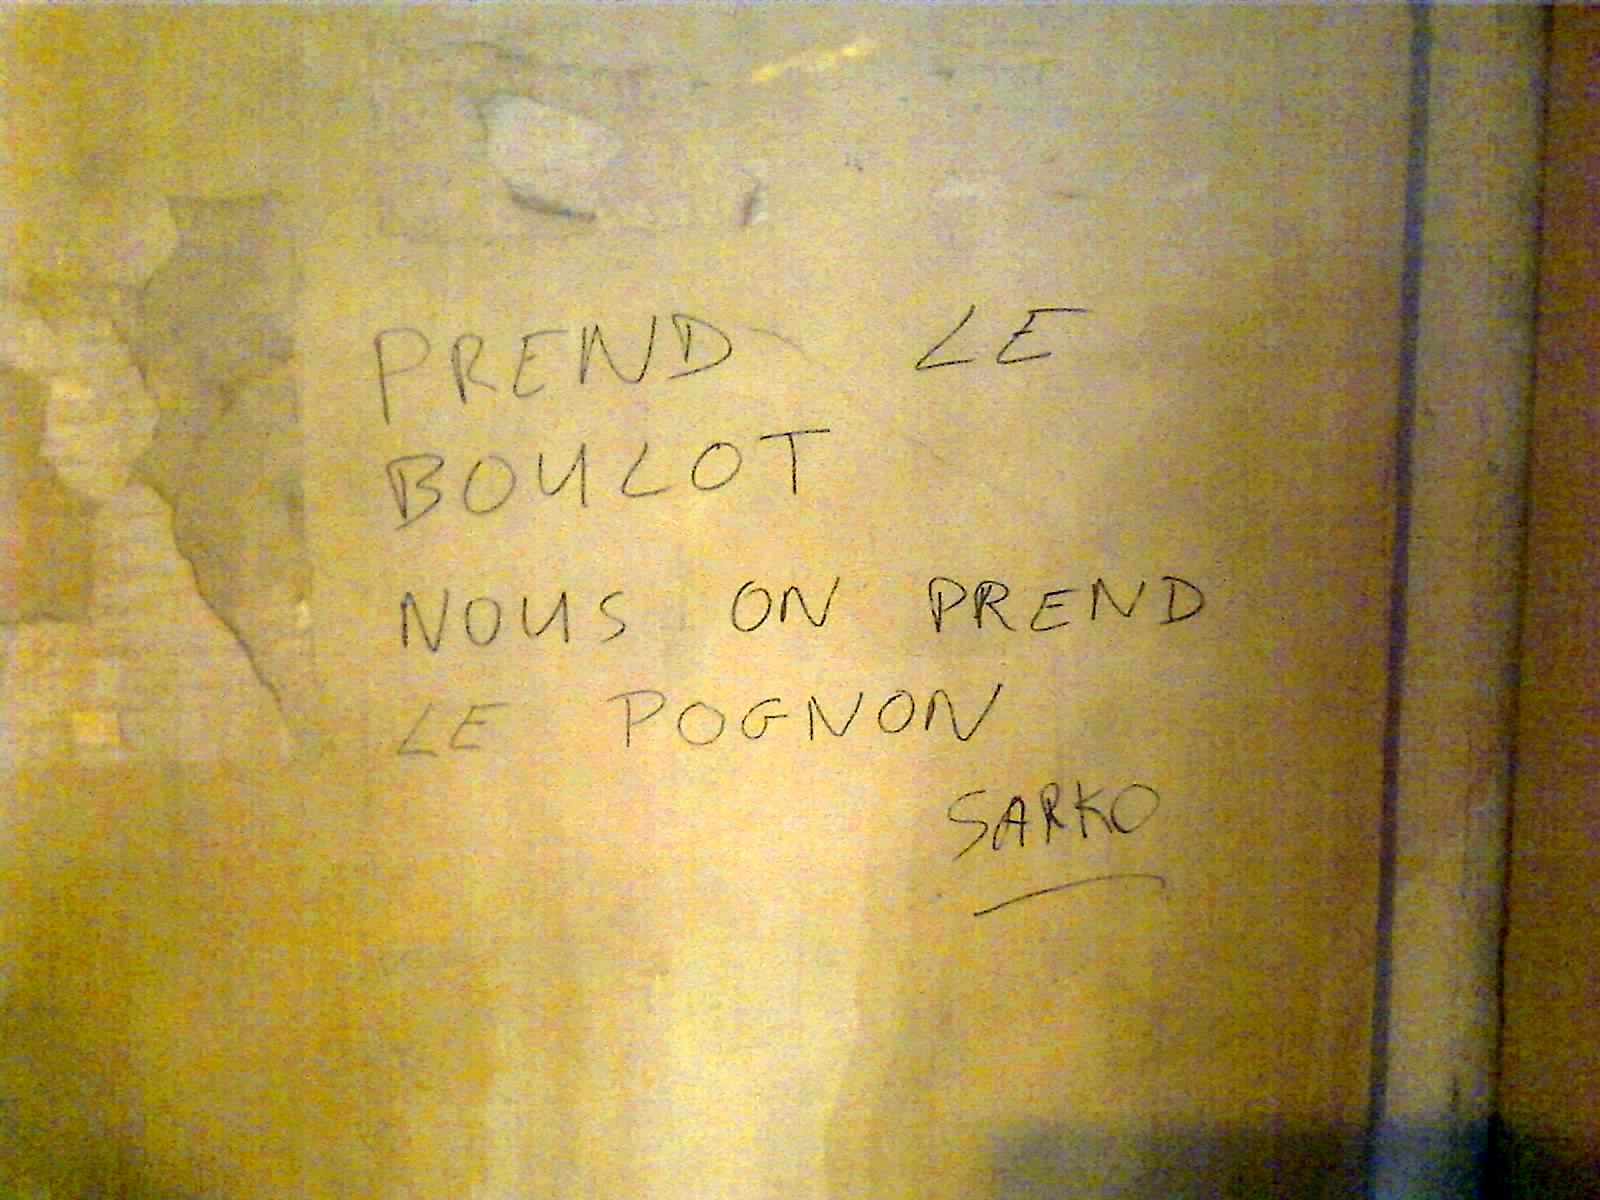 PREND LE
BOULOT
NOUS ON PREND
LE POGNON
SARKO